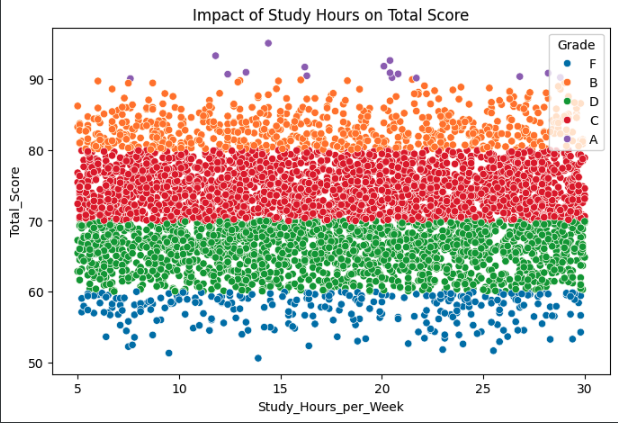 Impact of Study Hours on Total Score
Grade
F
B
D
C
A
Total_Score
90
80
70
60
50
5 10 15 20 25 30
Study_Hours_per_Week